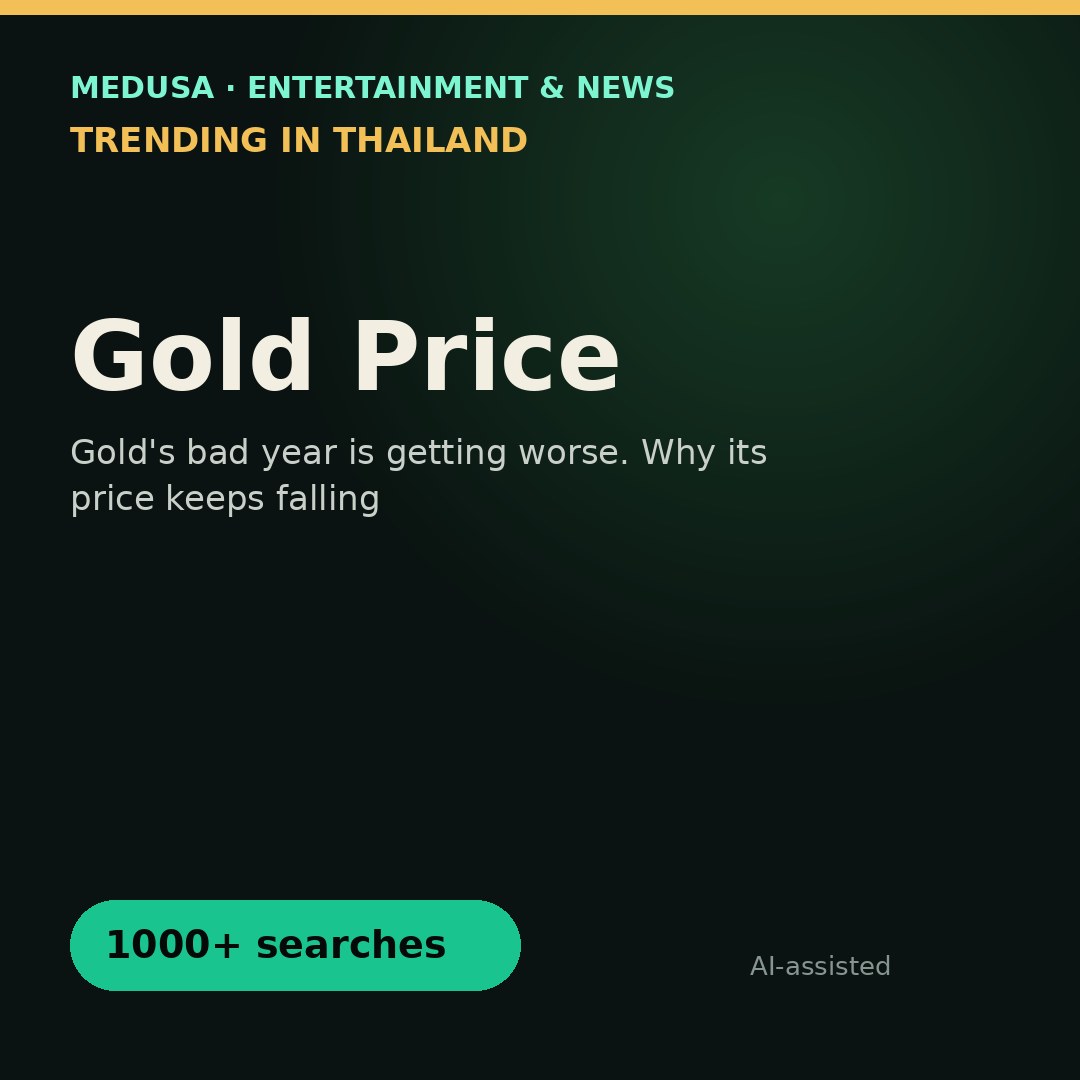 MEDUSA · ENTERTAINMENT & NEWS
TRENDING IN THAILAND
Gold Price
Gold's bad year is getting worse. Why its
price keeps falling
1000+ searches
AI-assisted